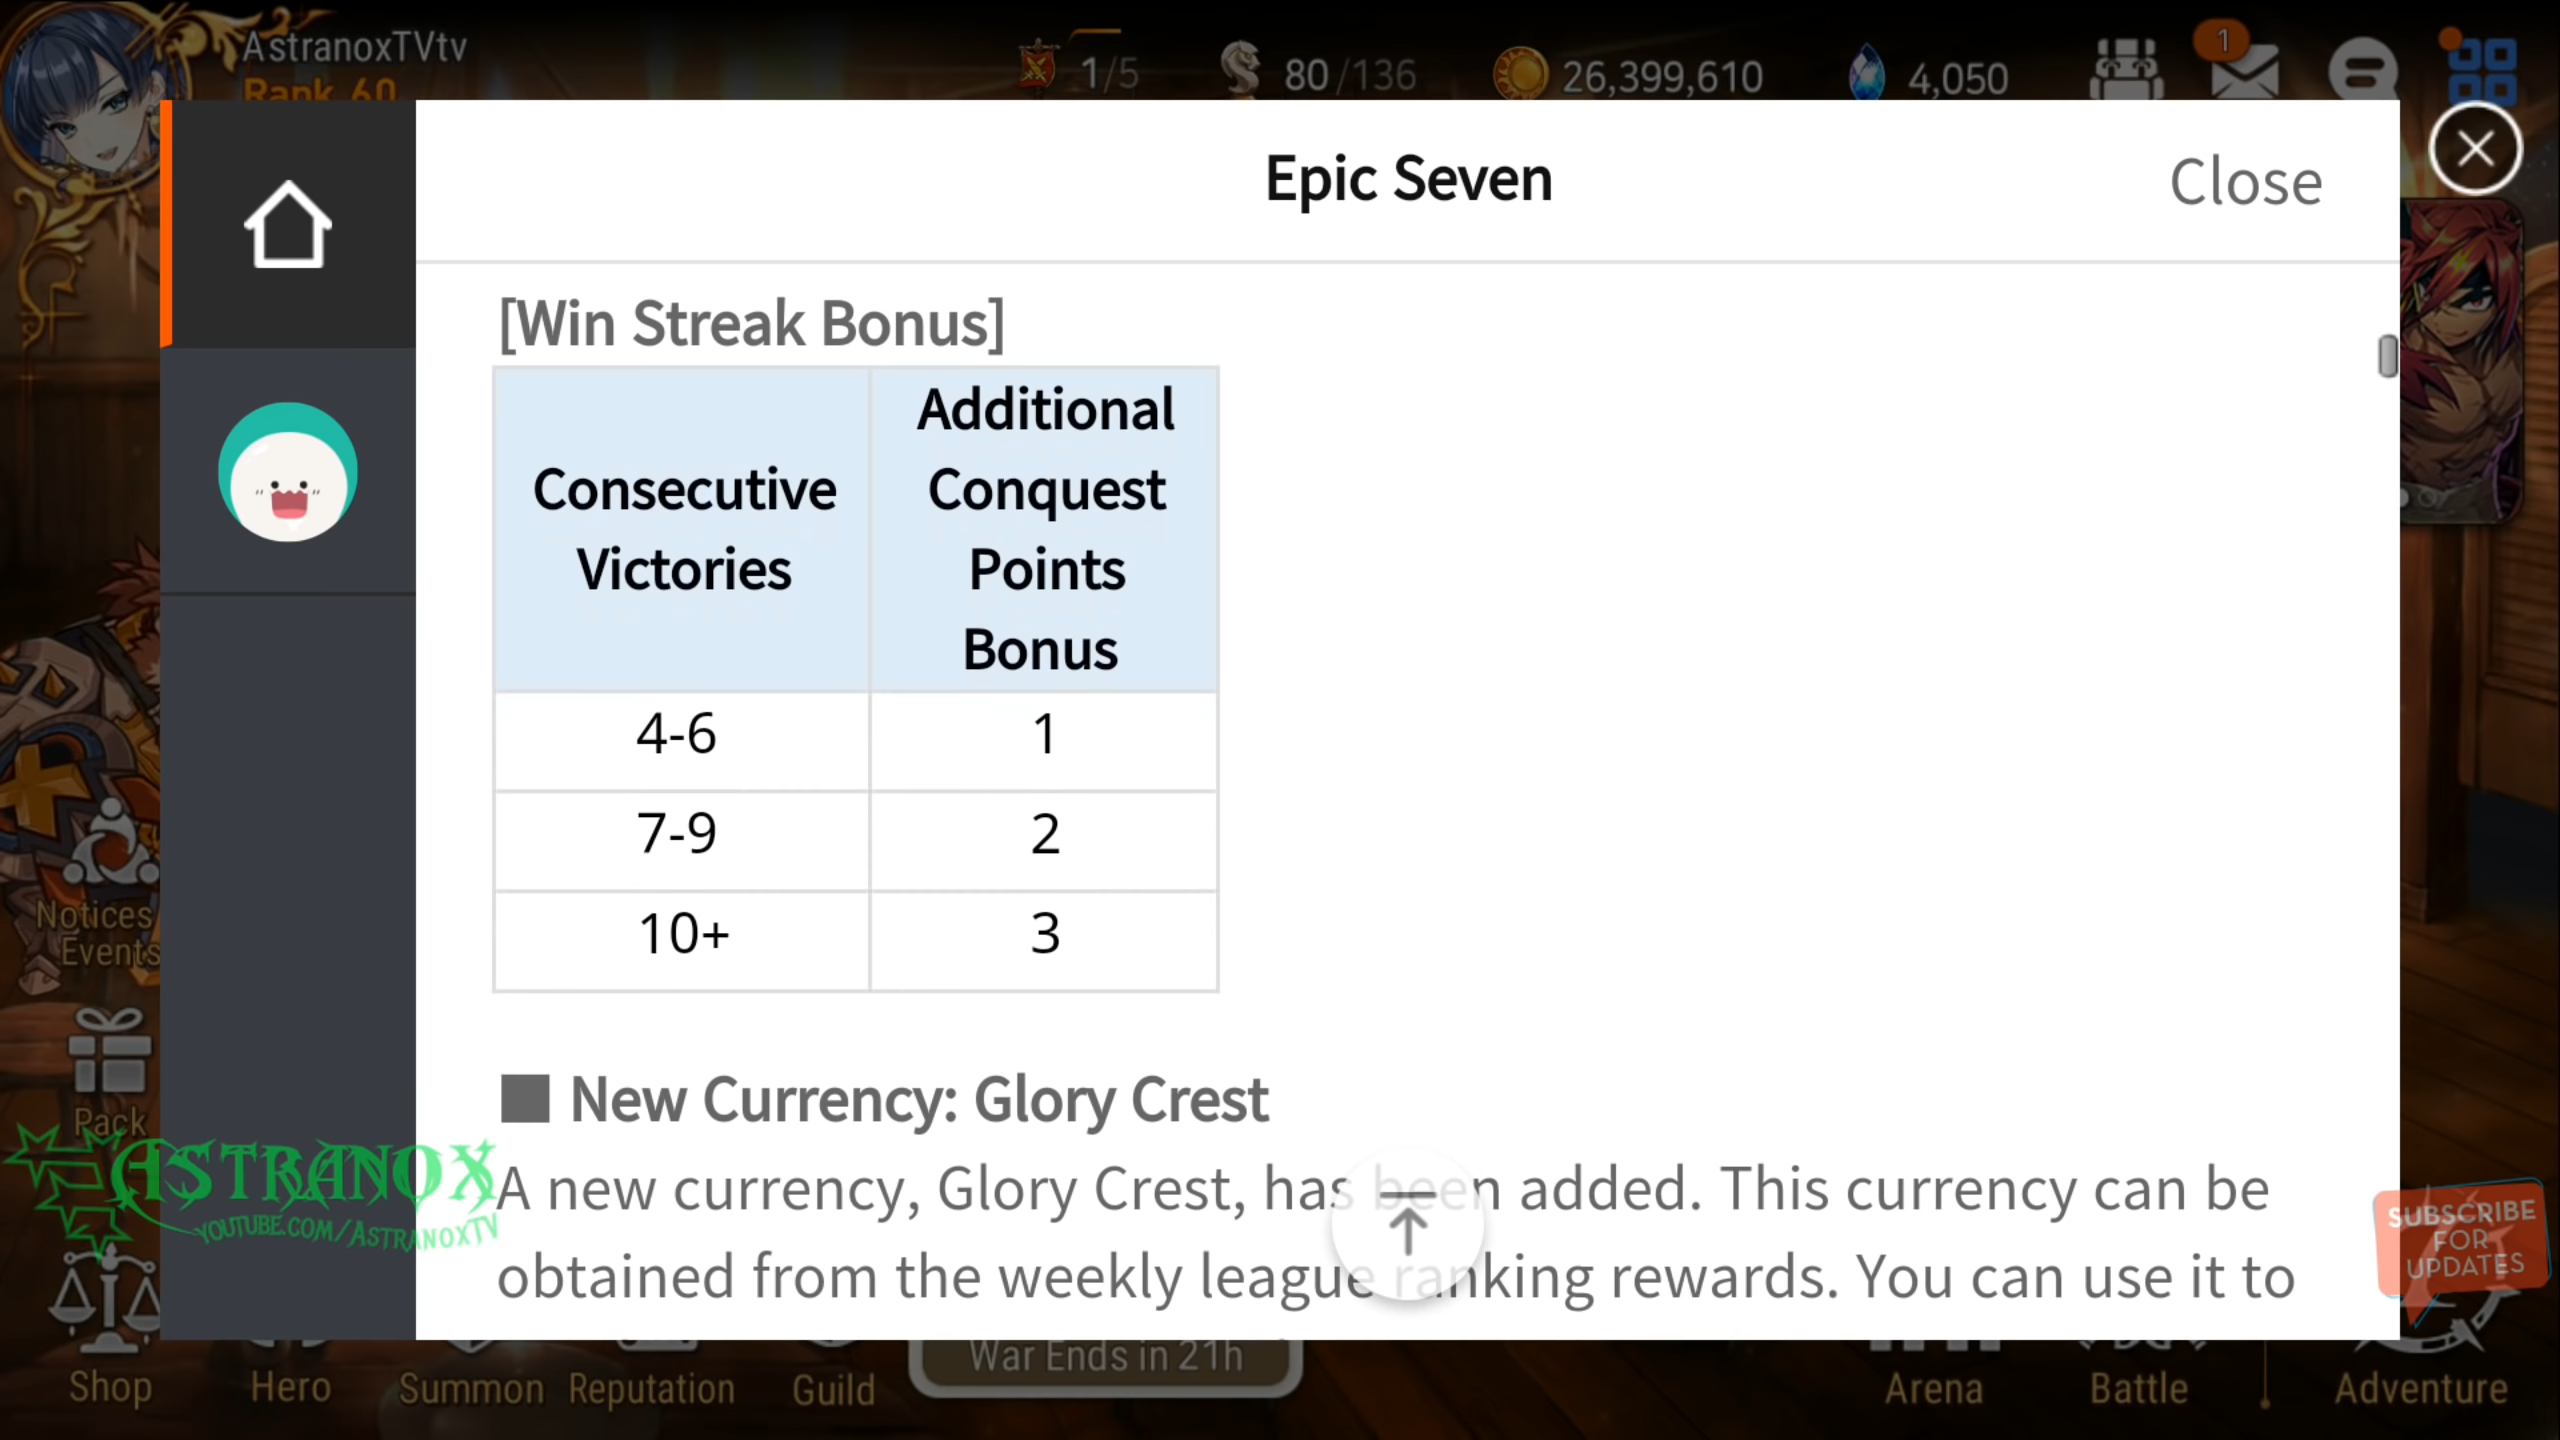 AstranoxTVtv
Rank 60
1/5
80/136
26,399,610
4,050
1
Epic Seven
Close
[Win Streak Bonus]
Consecutive
Victories
Additional
Conquest
Points
Bonus
4-6 1
7-9 2
10+ 3
■ New Currency: Glory Crest
A new currency, Glory Crest, has been added. This currency can be
obtained from the weekly league ranking rewards. You can use it to
Notices/
Events
Pack
ASTRANOX
YOUTUBE.COM/ASTRANOXTV
SUBSCRIBE
FOR
UPDATES
War Ends in 21h
Shop
Hero
Summon
Reputation
Guild
Arena
Battle
Adventure